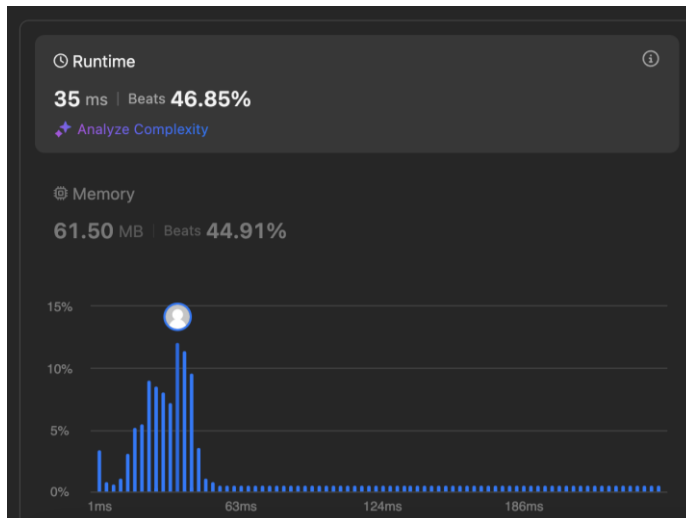 Runtime
35 ms | Beats 46.85%
Analyze Complexity
Memory
61.50 MB | Beats 44.91%
15%
10%
5%
0%
1ms 63ms 124ms 186ms